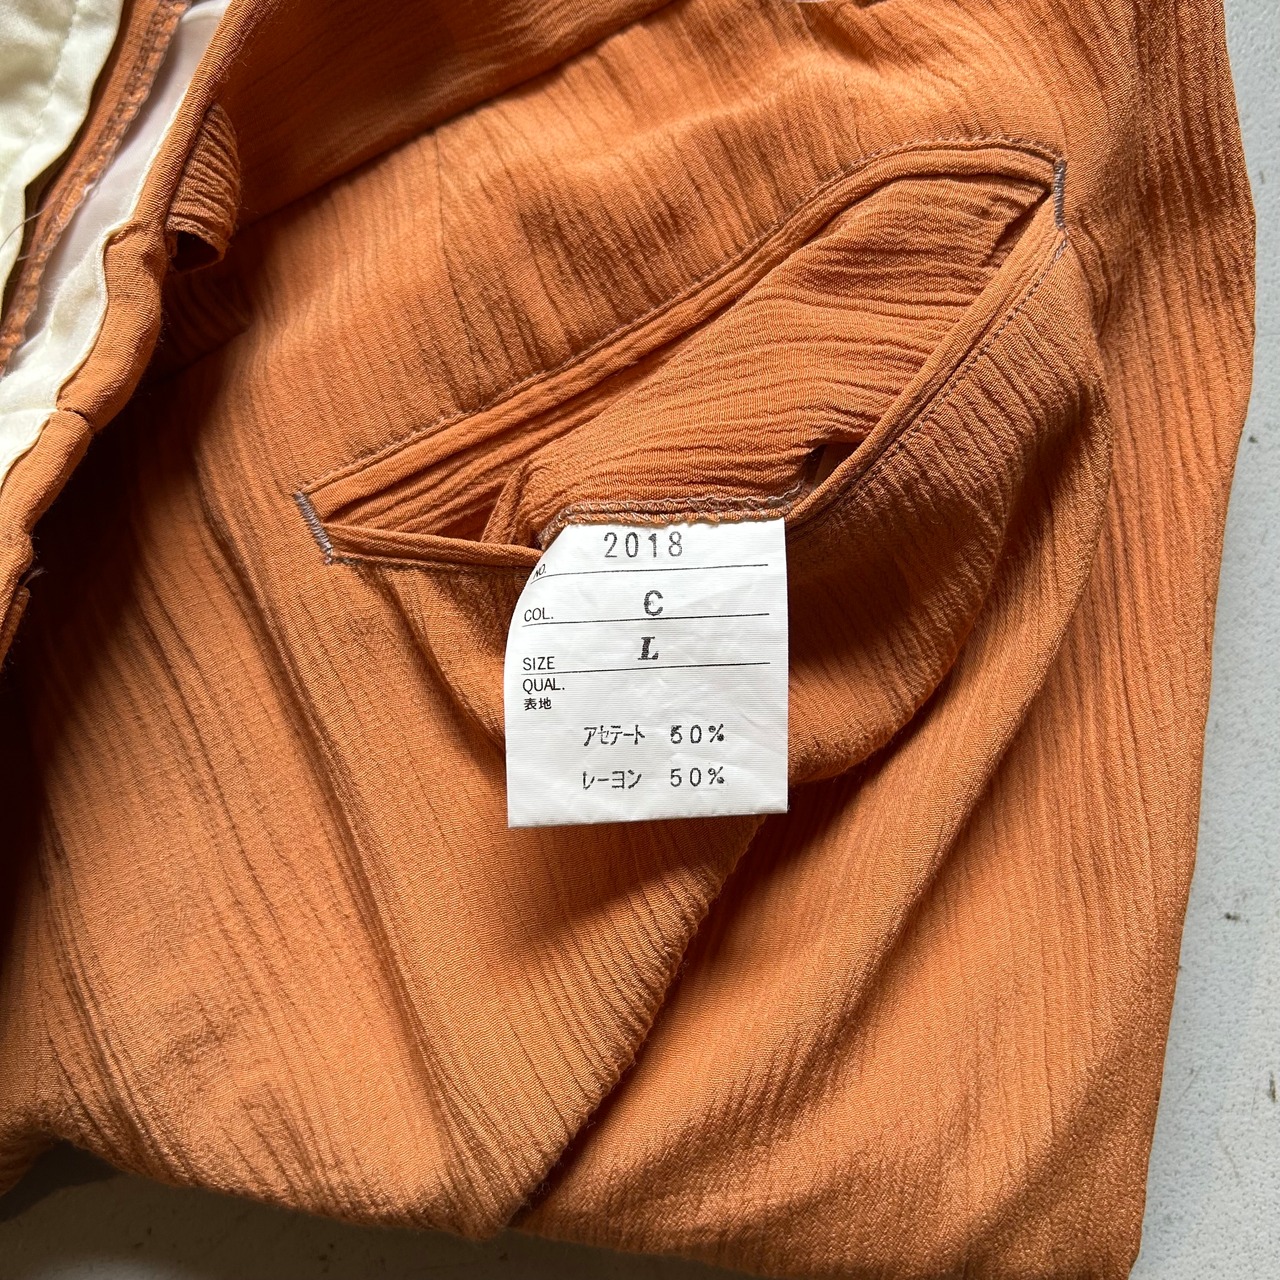 2018
NO.
COL. C
SIZE L
QUAL.
表地
アセテート 50%
レーヨン 50%